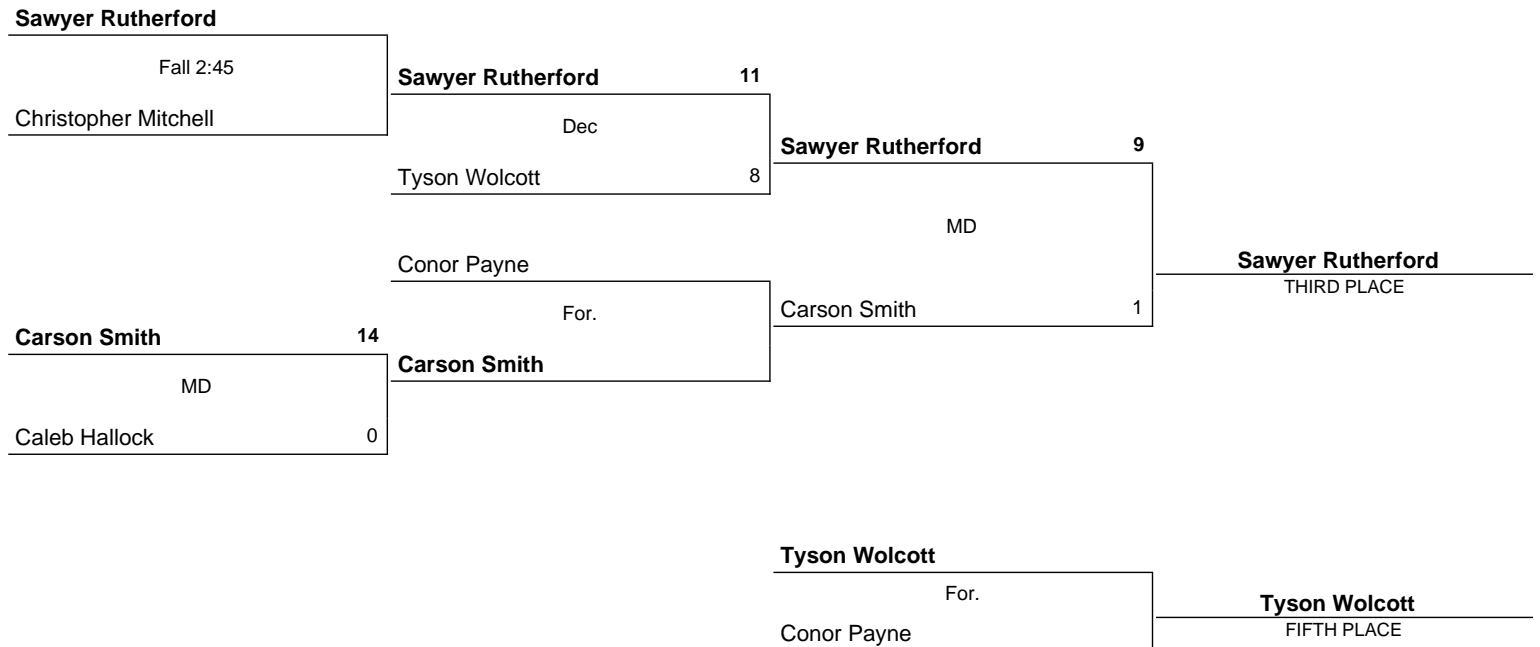 Sawyer Rutherford
Fall 2:45
Christopher Mitchell
Sawyer Rutherford 11
Dec
Tyson Wolcott 8
Sawyer Rutherford 9
MD
Carson Smith 1
Sawyer Rutherford
THIRD PLACE
Conor Payne
For.
Carson Smith
Carson Smith 14
MD
Caleb Hallock 0
Tyson Wolcott
For.
Conor Payne
Tyson Wolcott
FIFTH PLACE